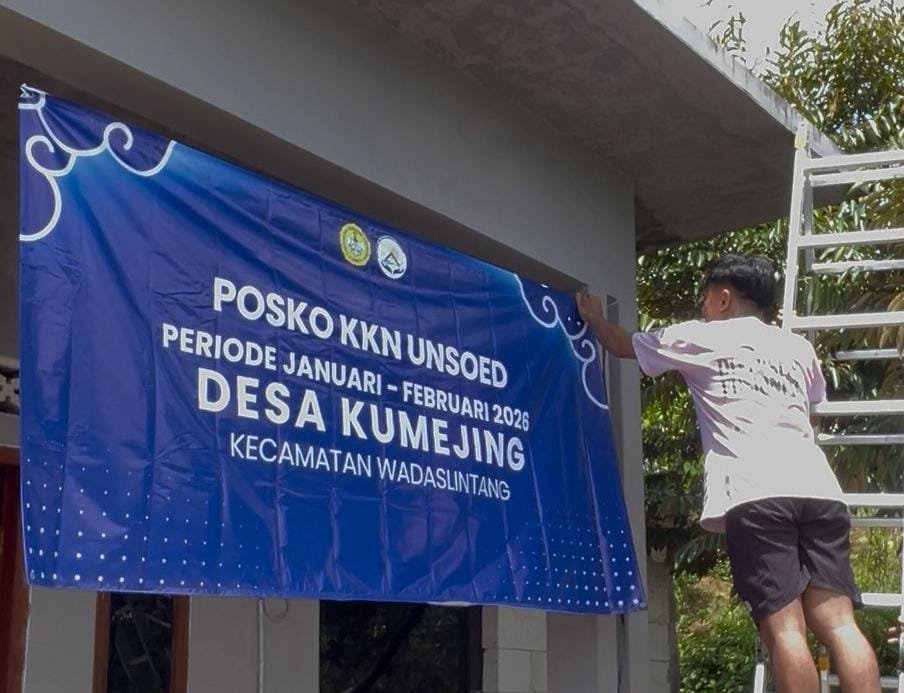 POSKO KKN UNSOED
PERIODE JANUARI - FEBRUARI 2026
DESA KUMEJING
KECAMATAN WADASLINTANG